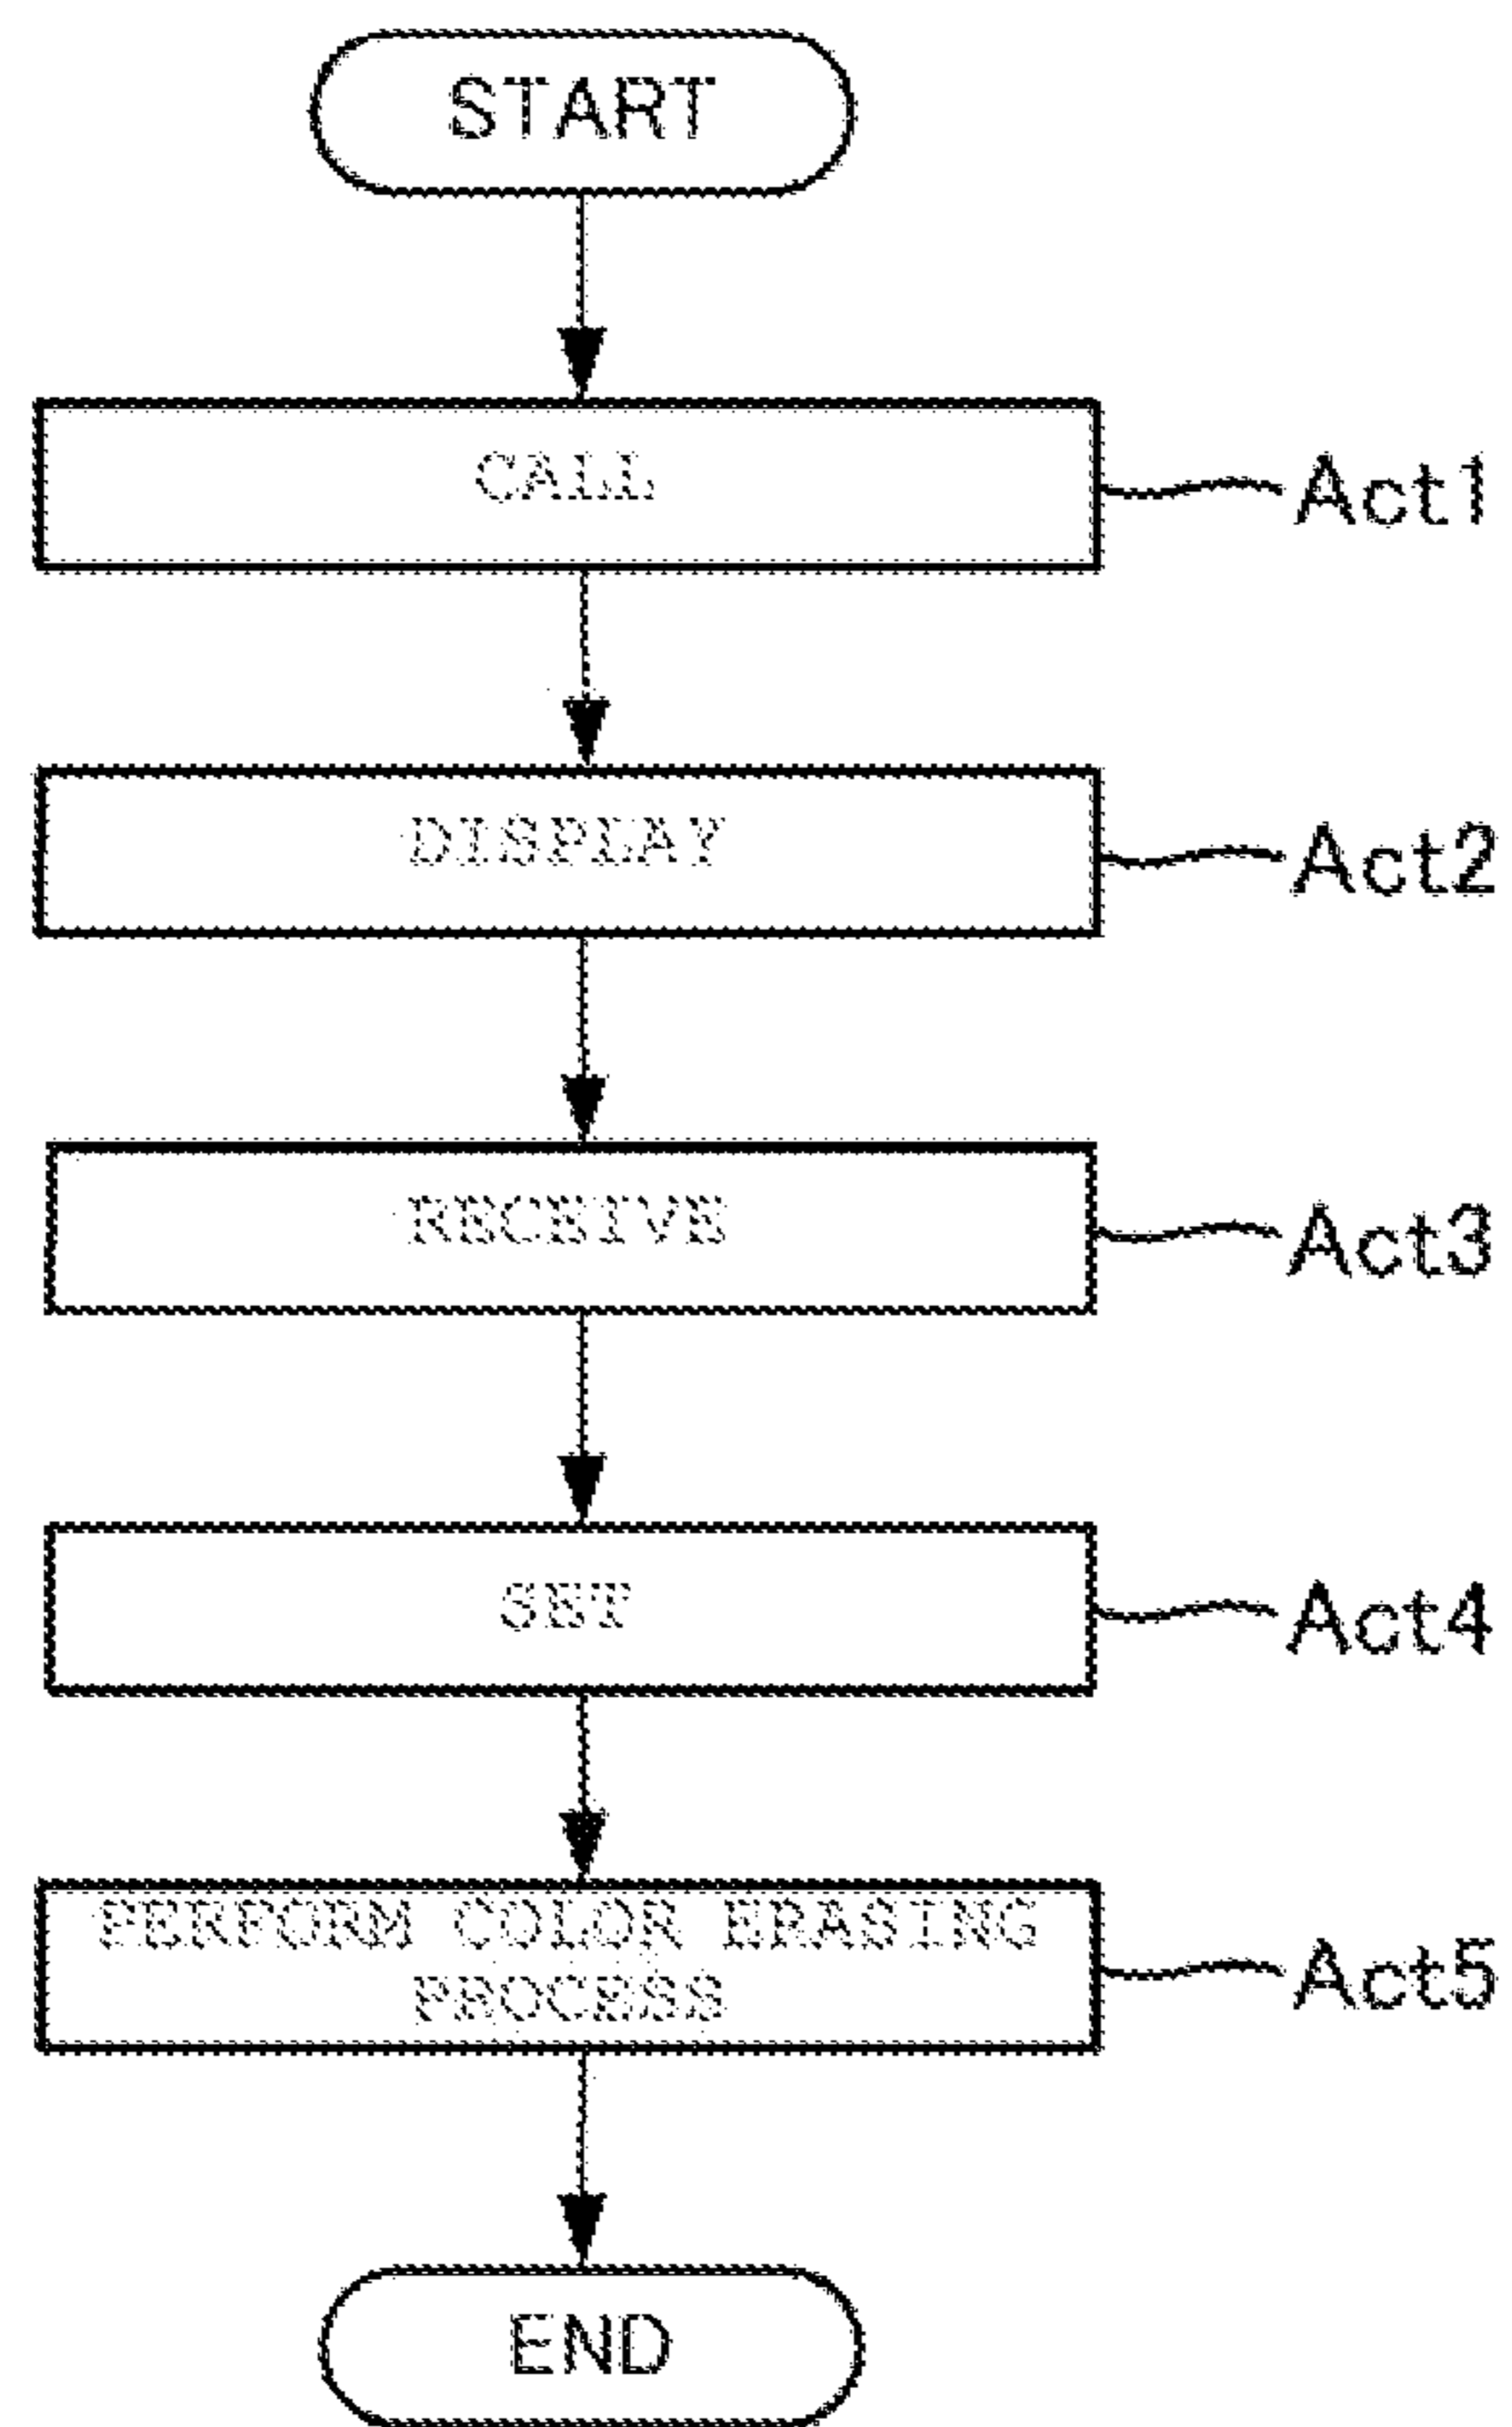 START
CALL
Act1
DISPLAY
Act2
RECEIVE
Act3
SET
Act4
PERFORM COLOR ERASING
PROCESS
Act5
END